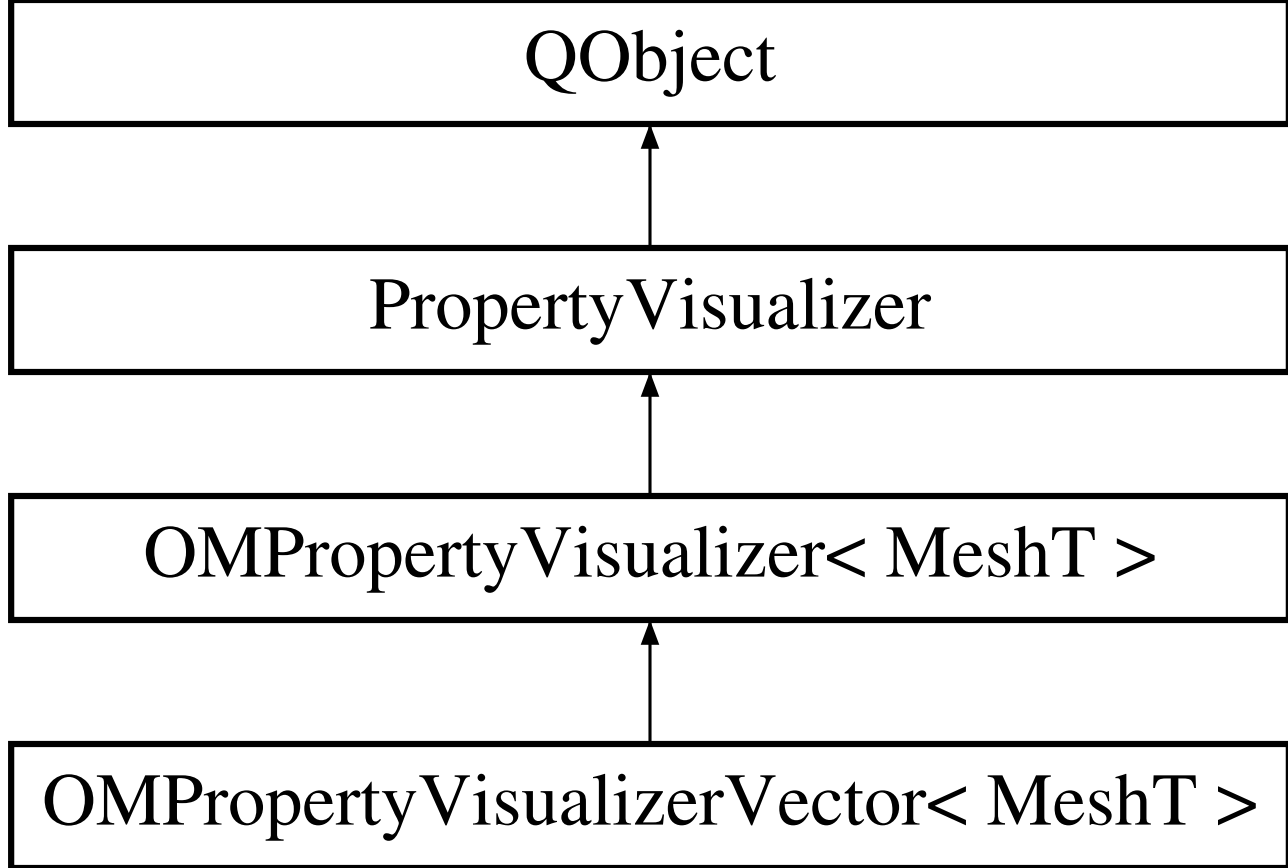 QObject
PropertyVisualizer
OMPropertyVisualizer< MeshT >
OMPropertyVisualizerVector< MeshT >